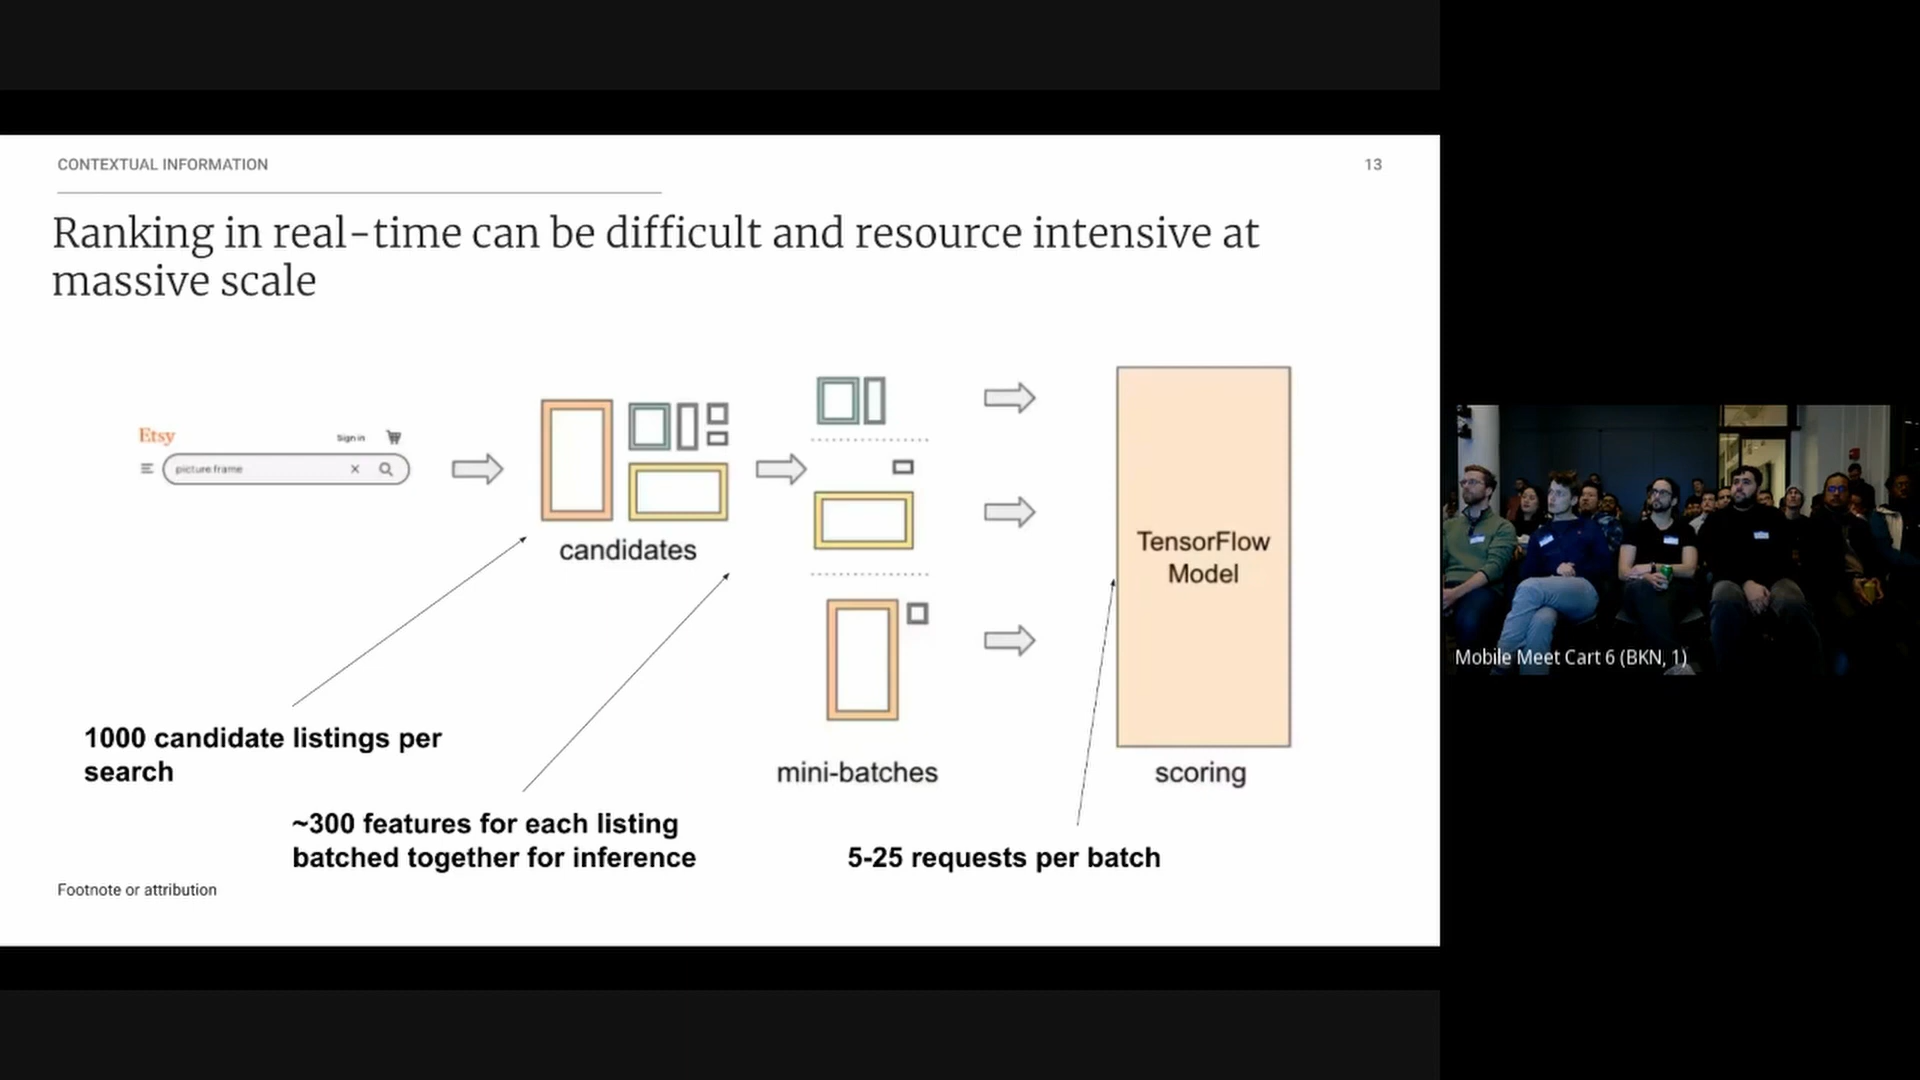 CONTEXTUAL INFORMATION
13
Ranking in real-time can be difficult and resource intensive at
massive scale
Etsy
Sign in
picture frame
candidates
TensorFlow
Model
1000 candidate listings per
search
mini-batches
scoring
~300 features for each listing
batched together for inference
5-25 requests per batch
Footnote or attribution
Mobile Meet Cart 6 (BKN, 1)